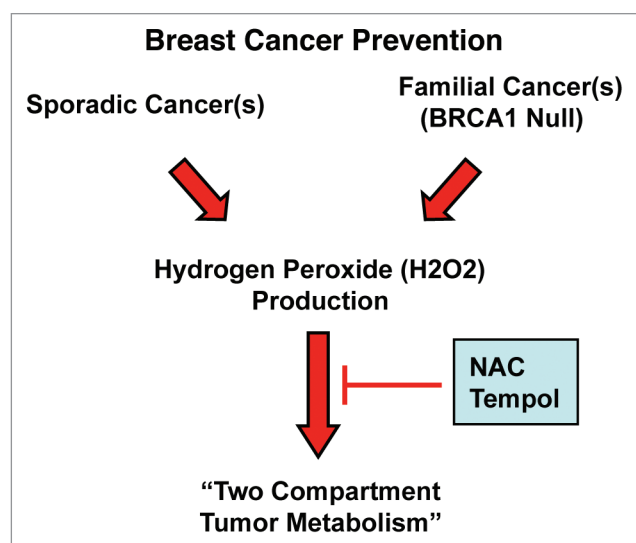 Breast Cancer Prevention
Sporadic Cancer(s)
Familial Cancer(s)
(BRCA1 Null)
Hydrogen Peroxide (H2O2)
Production
NAC
Tempol
“Two Compartment
Tumor Metabolism”